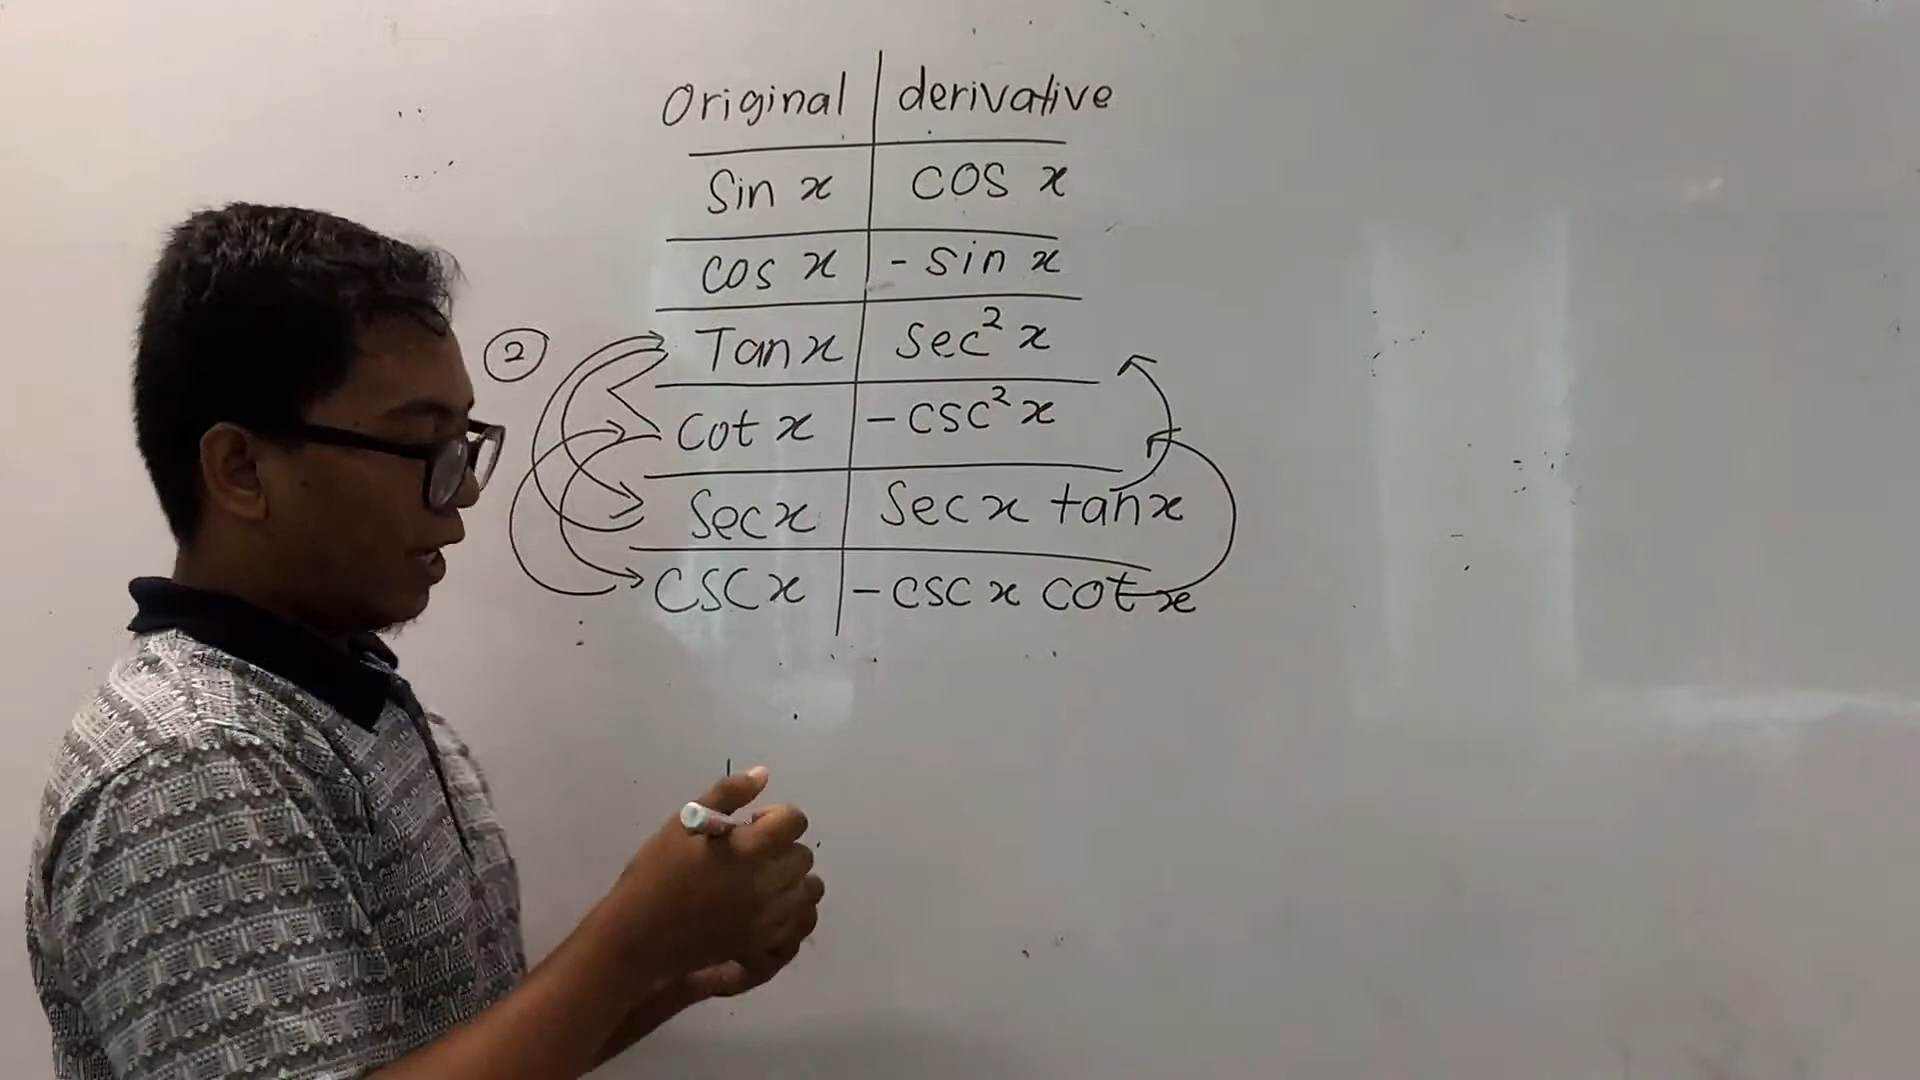 Original | derivative
Sin x | cos x
cos x | - sin x
② Tan x | sec² x
cot x | - csc² x
Sec x | Sec x tan x
CSC x | - csc x cot x